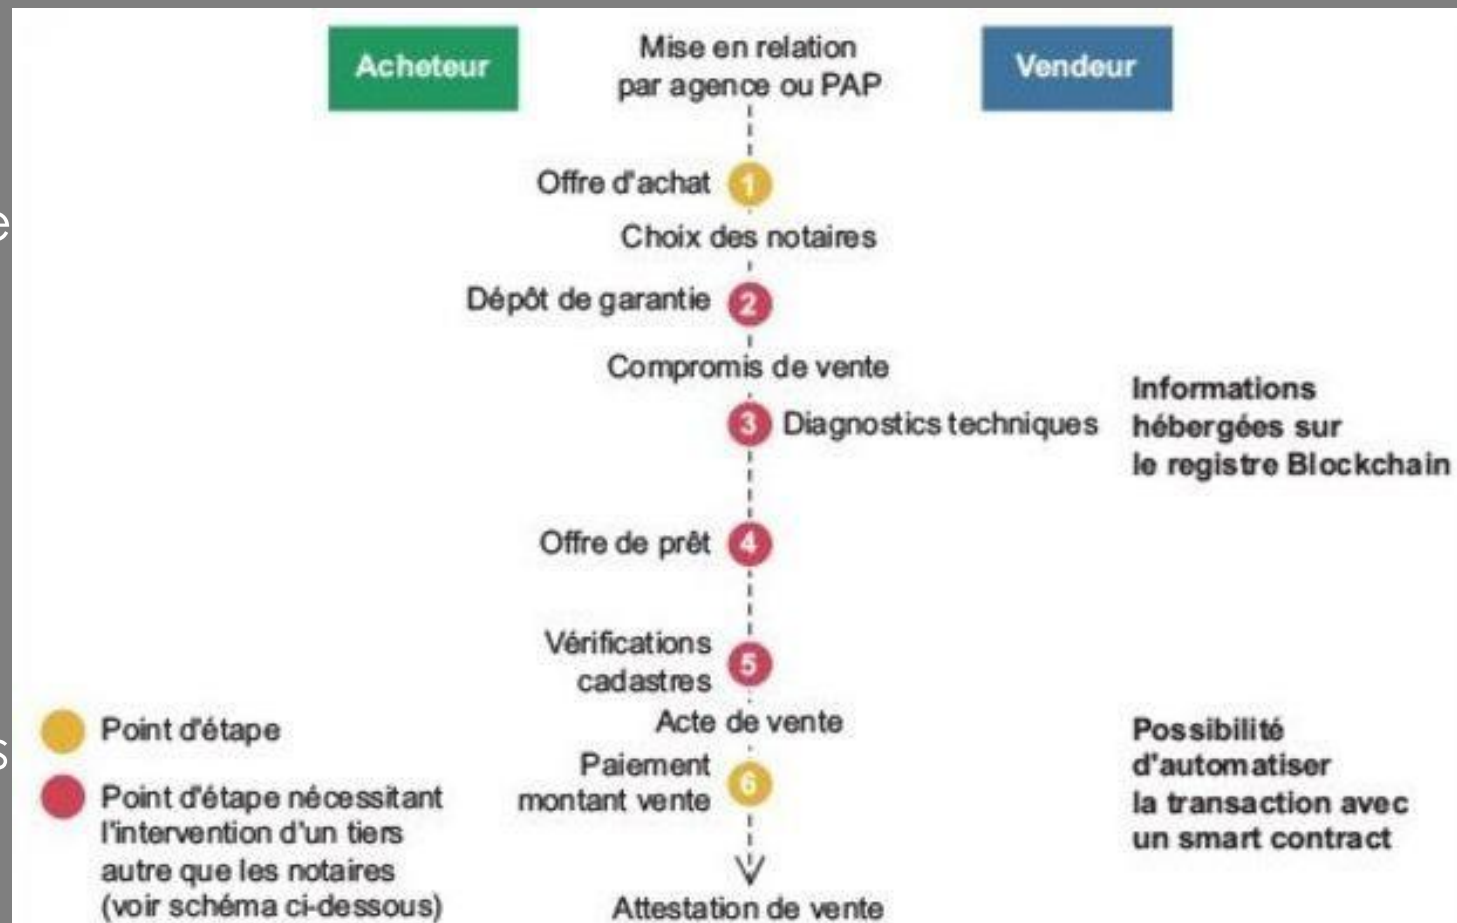 Acheteur
Mise en relation
par agence ou PAP
Vendeur
Offre d'achat 1
e
Choix des notaires
Dépôt de garantie 2
Compromis de vente
3 Diagnostics techniques
Informations
hébergées sur
le registre Blockchain
Offre de prêt 4
Vérifications
cadastres
5
Acte de vente
Paiement
montant vente
6
Attestation de vente
s
Point d'étape
Point d'étape nécessitant
l'intervention d'un tiers
autre que les notaires
(voir schéma ci-dessous)
Possibilité
d'automatiser
la transaction avec
un smart contract